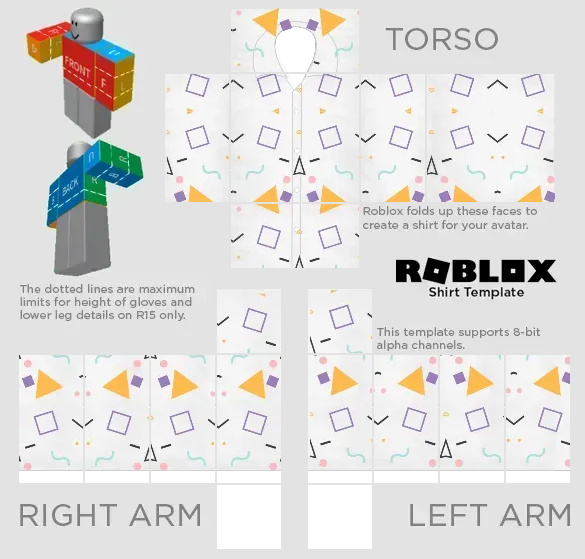 TORSO
FRONT
F
L
BACK
R
Roblox folds up these faces to
create a shirt for your avatar.
ROBLOX
Shirt Template
The dotted lines are maximum
limits for height of gloves and
lower leg details on R15 only.
This template supports 8-bit
alpha channels.
RIGHT ARM
LEFT ARM